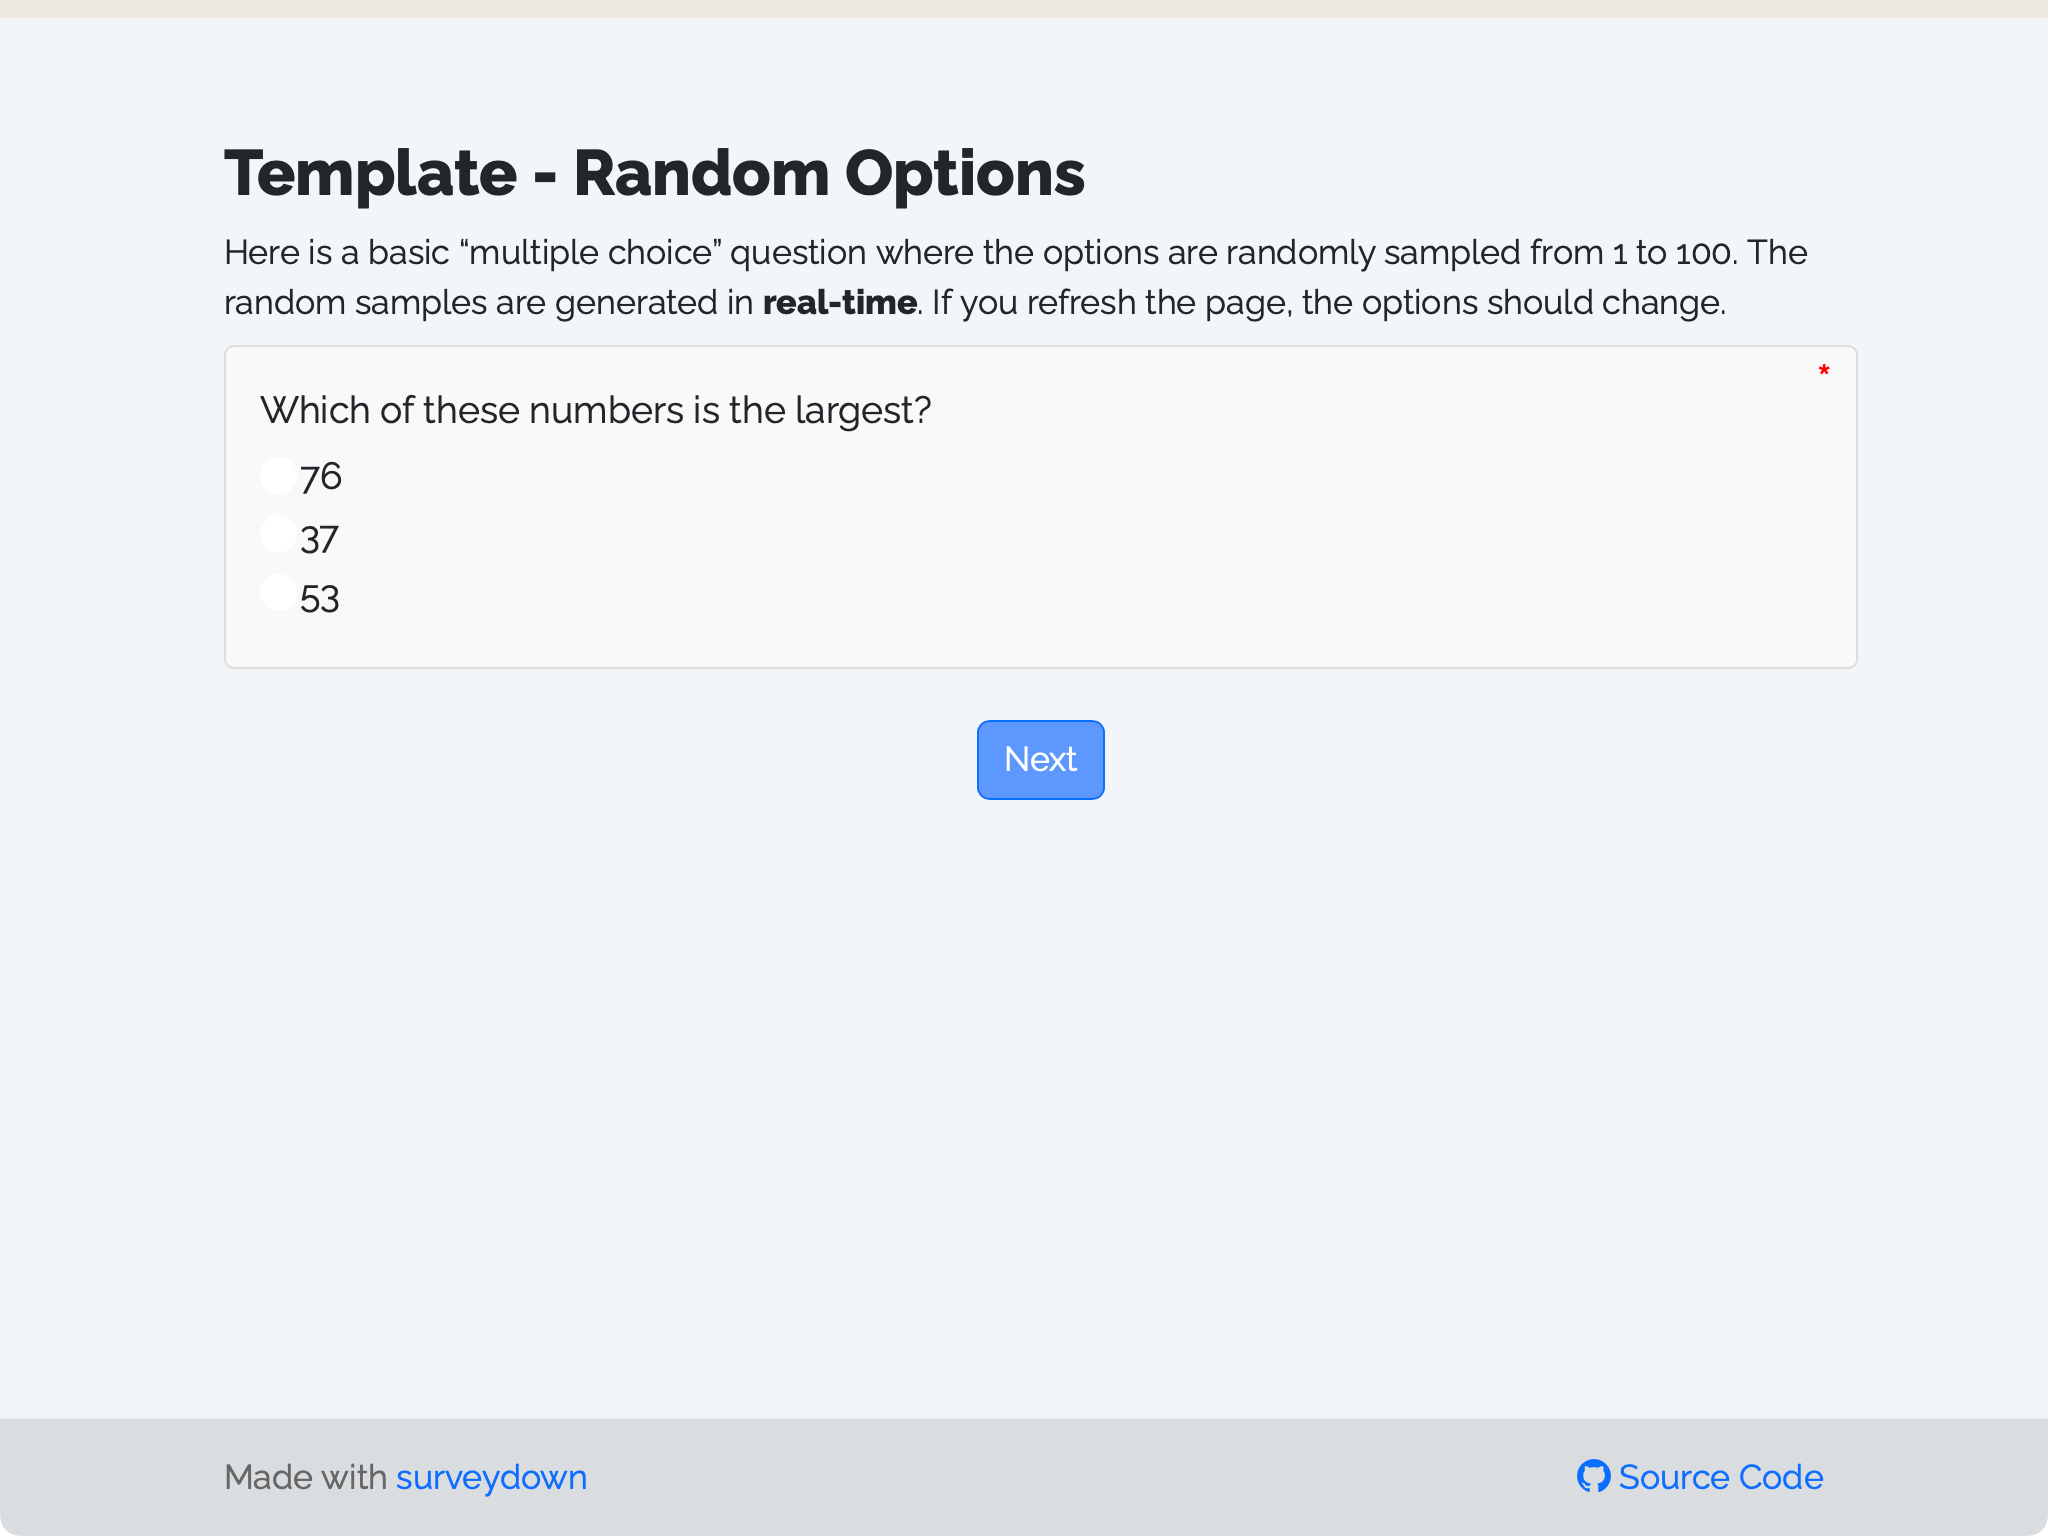 Template - Random Options
Here is a basic “multiple choice” question where the options are randomly sampled from 1 to 100. The
random samples are generated in real-time. If you refresh the page, the options should change.
*
Which of these numbers is the largest?
76
37
53
Next
Made with surveydown
Source Code